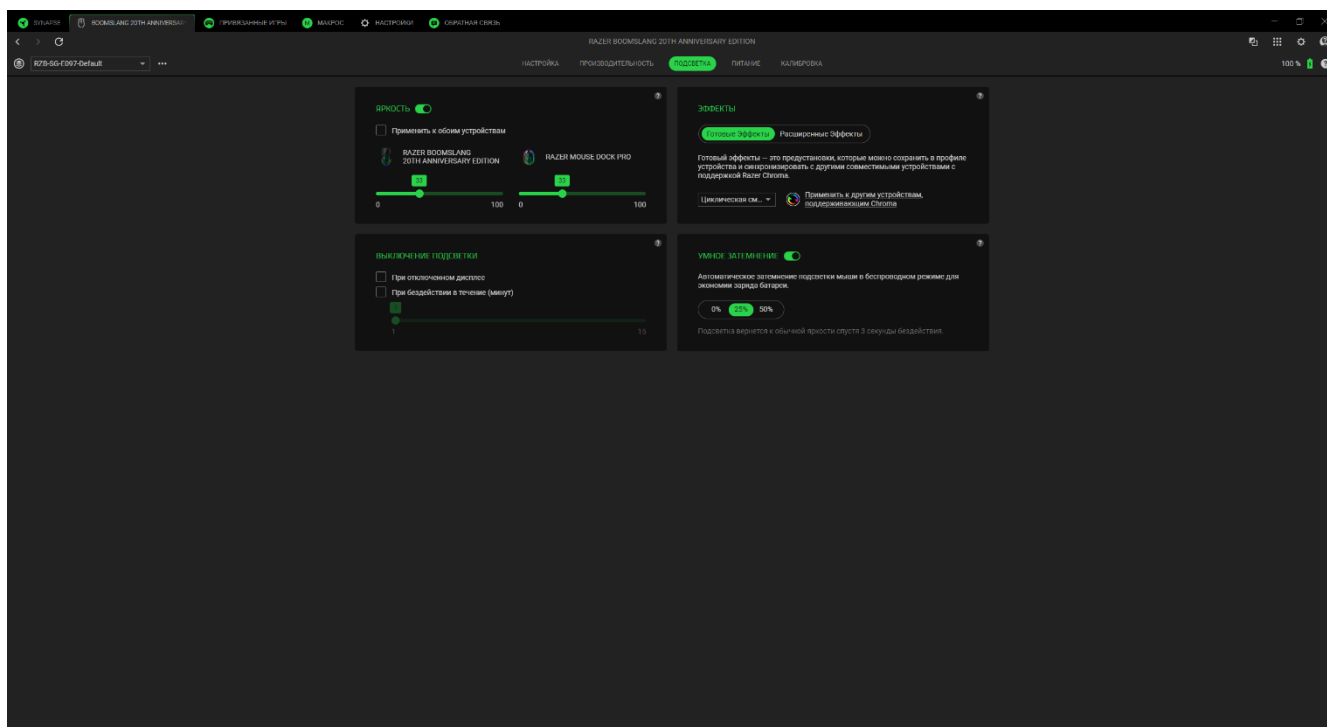 SYNAPSE
BOOMSLANG 20TH ANNIVERSARY
ПРИВЯЗАННЫЕ ИГРЫ
МАКРОС
НАСТРОЙКИ
ОБРАТНАЯ СВЯЗЬ
RAZER BOOMSLANG 20TH ANNIVERSARY EDITION
RZB-SG-E097-Default
НАСТРОЙКА ПРОИЗВОДИТЕЛЬНОСТЬ ПОДСВЕТКА ПИТАНИЕ КАЛИБРОВКА
100 %
ЯРКОСТЬ
Применить к обоим устройствам
RAZER BOOMSLANG
20TH ANNIVERSARY EDITION
33
0 100
RAZER MOUSE DOCK PRO
33
0 100
ЭФФЕКТЫ
Готовые Эффекты Расширенные Эффекты
Готовый эффекты — это предустановки, которые можно сохранить в профиле
устройства и синхронизировать с другими совместимыми устройствами с
поддержкой Razer Chroma.
Циклическая см...
Применить к другим устройствам,
поддерживающим Chroma
ВЫКЛЮЧЕНИЕ ПОДСВЕТКИ
При отключенном дисплее
При бездействии в течение (минут)
1 15
УМНОЕ ЗАТЕМНЕНИЕ
Автоматическое затемнение подсветки мыши в беспроводном режиме для
экономии заряда батареи.
0% 25% 50%
Подсветка вернется к обычной яркости спустя 3 секунды бездействия.